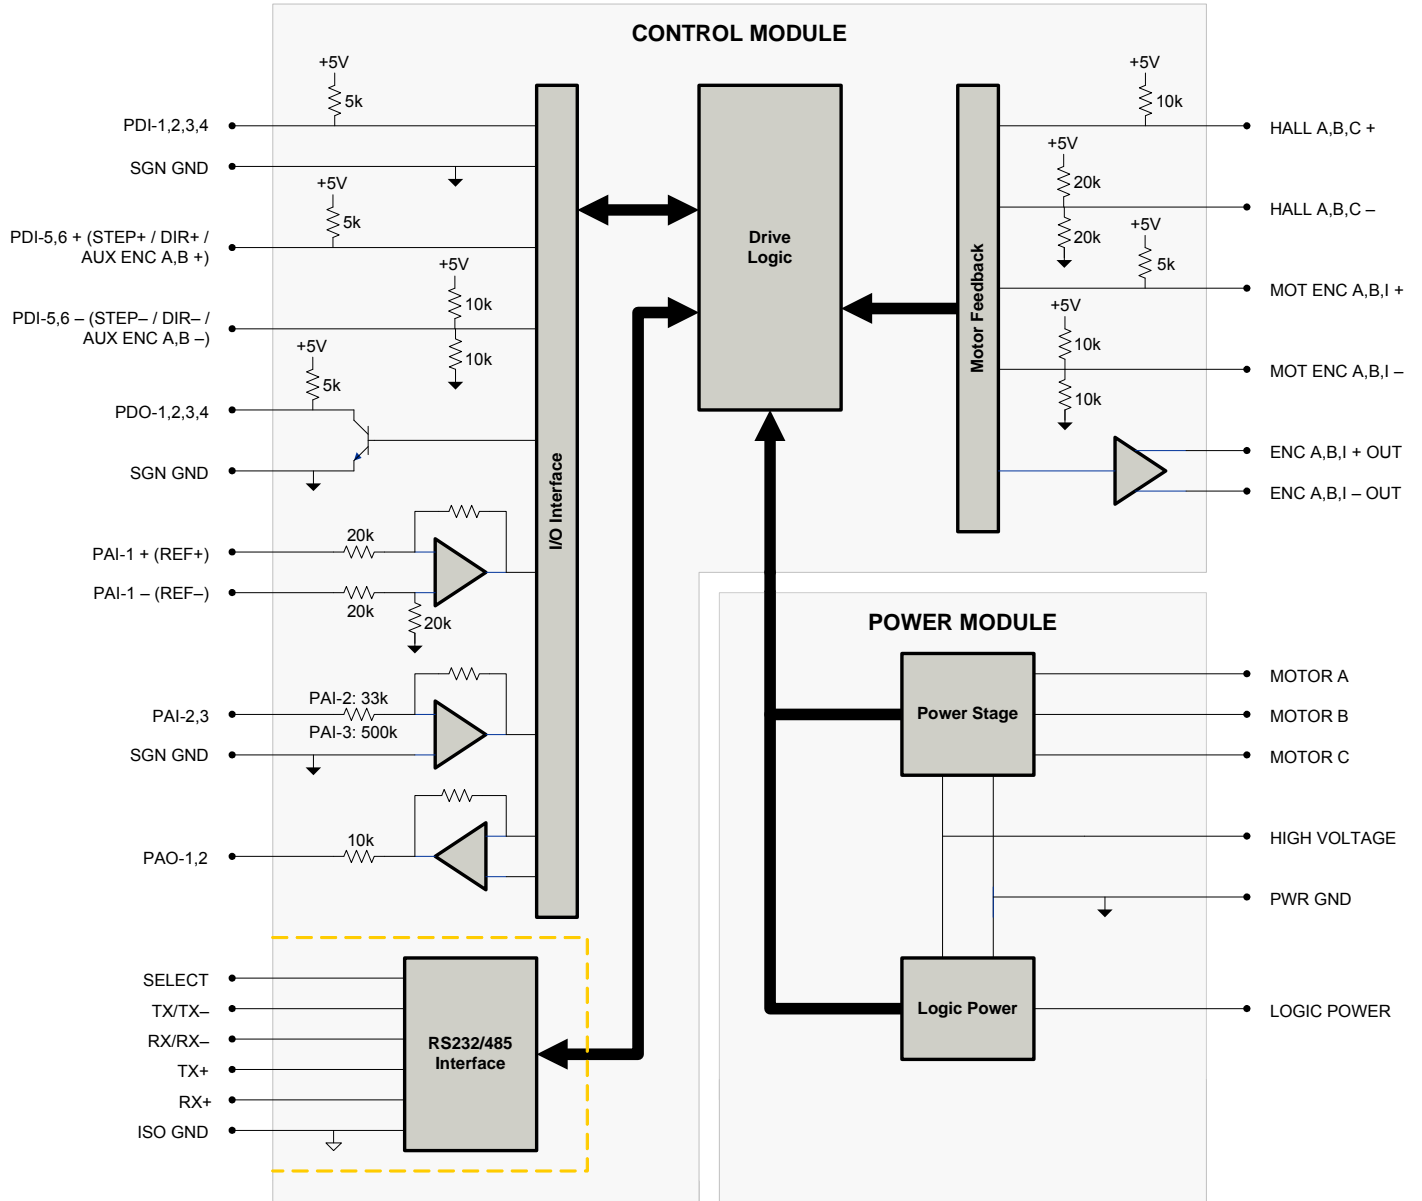 CONTROL MODULE
+5V
5k
PDI-1,2,3,4
SGN GND
+5V
5k
PDI-5,6 + (STEP+ / DIR+ /
AUX ENC A,B +)
+5V
10k
PDI-5,6 – (STEP– / DIR– /
AUX ENC A,B –)
10k
+5V
5k
PDO-1,2,3,4
SGN GND
20k
PAI-1 + (REF+)
PAI-1 – (REF–)
20k
20k
PAI-2: 33k
PAI-2,3
PAI-3: 500k
SGN GND
10k
PAO-1,2
I/O Interface
SELECT
TX/TX–
RX/RX–
TX+
RX+
ISO GND
RS232/485
Interface
Drive
Logic
Motor Feedback
+5V
10k
HALL A,B,C +
+5V
20k
HALL A,B,C –
20k
+5V
5k
MOT ENC A,B,I +
+5V
10k
MOT ENC A,B,I –
10k
ENC A,B,I + OUT
ENC A,B,I – OUT
POWER MODULE
Power Stage
MOTOR A
MOTOR B
MOTOR C
HIGH VOLTAGE
PWR GND
Logic Power
LOGIC POWER